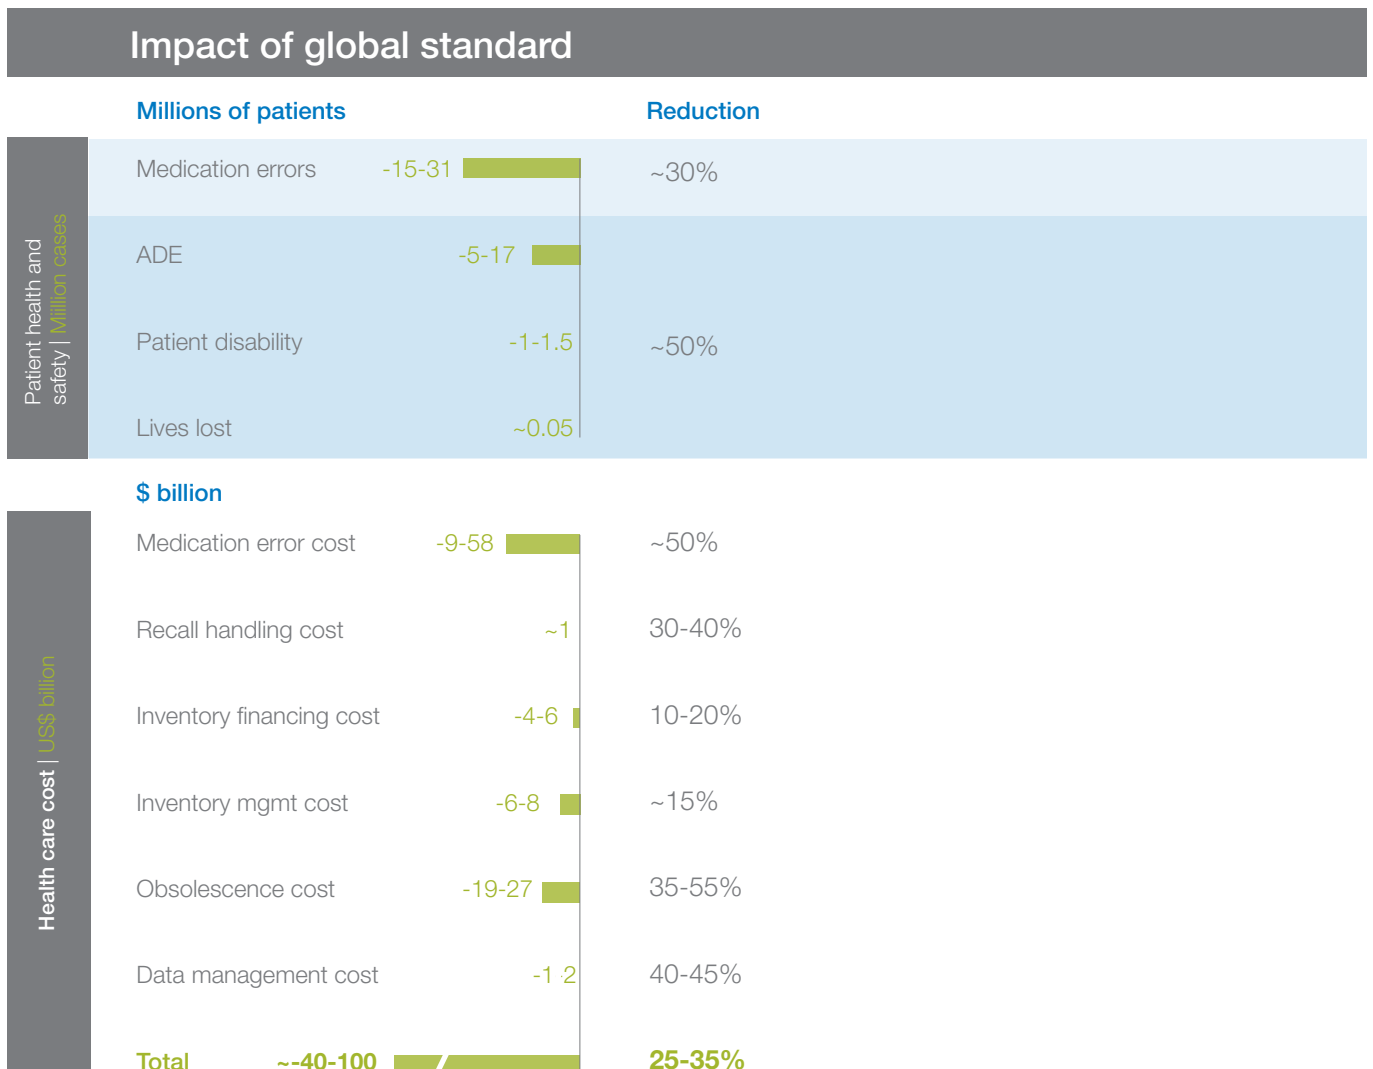 Impact of global standard
Millions of patients Reduction
Patient health and
safety | Miillion cases
Medication errors -15-31 ~30%
ADE -5-17
Patient disability -1-1.5 ~50%
Lives lost ~0.05
$ billion
Health care cost | US$ billion
Medication error cost -9-58 ~50%
Recall handling cost ~1 30-40%
Inventory financing cost -4-6 10-20%
Inventory mgmt cost -6-8 ~15%
Obsolescence cost -19-27 35-55%
Data management cost -1-2 40-45%
Total ~-40-100 25-35%